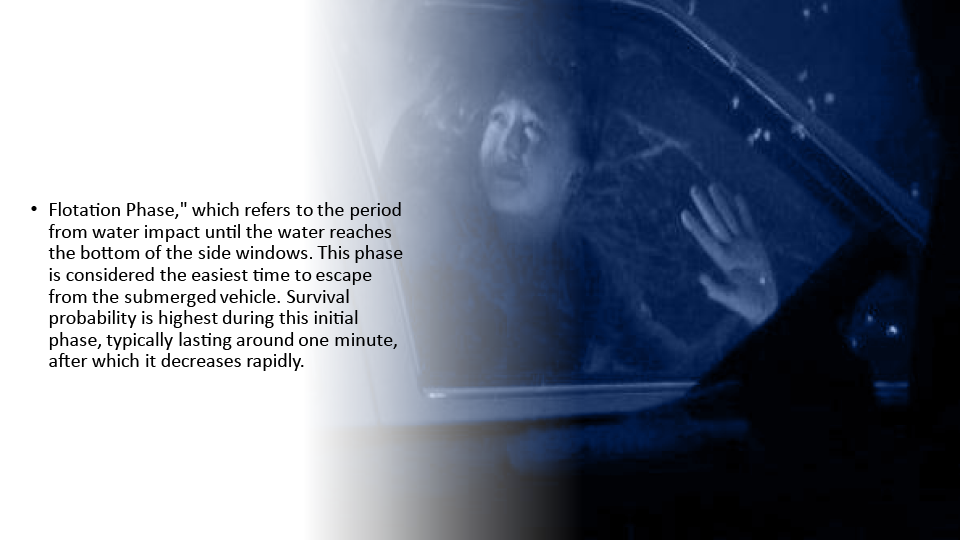 • Flotation Phase," which refers to the period
from water impact until the water reaches
the bottom of the side windows. This phase
is considered the easiest time to escape
from the submerged vehicle. Survival
probability is highest during this initial
phase, typically lasting around one minute,
after which it decreases rapidly.